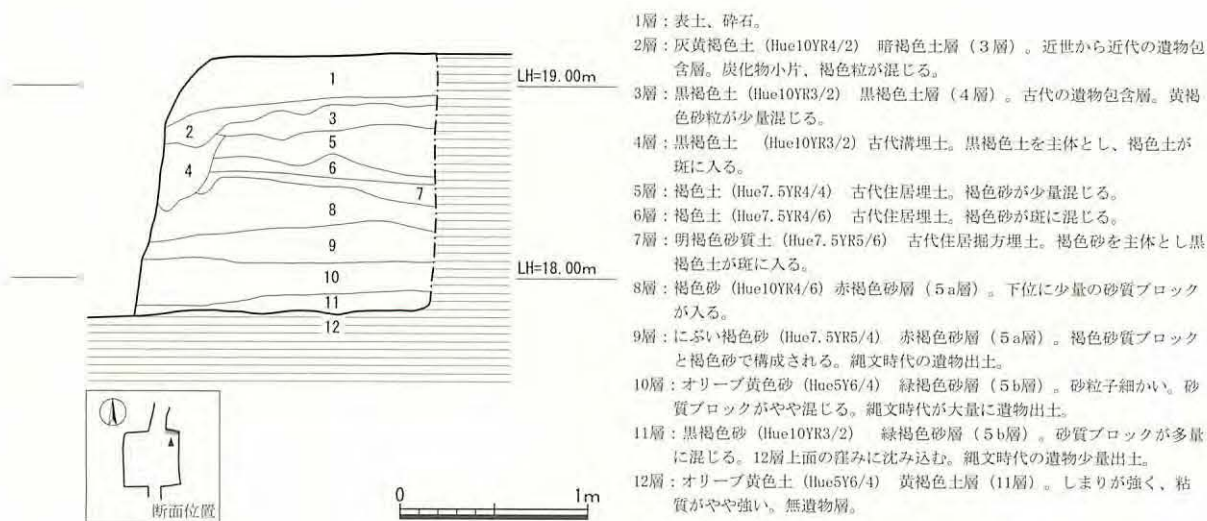 1
2
3
4
5
6
7
8
9
10
11
12
LH=19.00m
LH=18.00m
断面位置
0
1m
1層:表土、砕石。
2層:灰黄褐色土(Hue10YR4/2) 暗褐色土層(3層)。近世から近代の遺物包
含層。炭化物小片、褐色粒が混じる。
3層:黒褐色土(Hue10YR3/2) 黒褐色土層(4層)。古代の遺物包含層。黄褐
色砂粒が少量混じる。
4層:黒褐色土 (Hue10YR3/2) 古代溝埋土。黒褐色土を主体とし、褐色土が
斑に入る。
5層:褐色土(Hue7.5YR4/4) 古代住居埋土。褐色砂が少量混じる。
6層:褐色土(Hue7.5YR4/6) 古代住居埋土。褐色砂が斑に混じる。
7層:明褐色砂質土(Hue7.5YR5/6) 古代住居掘方埋土。褐色砂を主体とし黒
褐色土が斑に入る。
8層:褐色砂(Hue10YR4/6) 赤褐色砂層(5a層)。下位に少量の砂質ブロック
が入る。
9層:にぶい褐色砂(Hue7.5YR5/4) 赤褐色砂層(5a層)。褐色砂質ブロック
と褐色砂で構成される。縄文時代の遺物出土。
10層:オリーブ黄色砂(Hue5Y6/4) 緑褐色砂層(5b層)。砂粒子細かい。砂
質ブロックがやや混じる。縄文時代が大量に遺物出土。
11層:黒褐色砂(Hue10YR3/2) 緑褐色砂層(5b層)。砂質ブロックが多量
に混じる。12層上面の窪みに沈み込む。縄文時代の遺物少量出土。
12層:オリーブ黄色土(Hue5Y6/4) 黄褐色土層(11層)。しまりが強く、粘
質がやや強い。無遺物層。